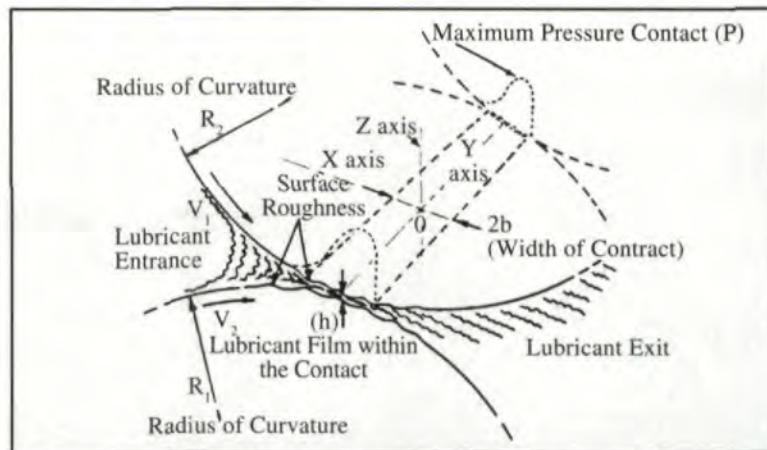 Maximum Pressure Contact (P)
Radius of Curvature
R2
Z axis
X axis
Y
axis
Surface
Roughness
V1
Lubricant
Entrance
0
2b
(Width of Contract)
V2
(h)
Lubricant Film within
the Contact
Lubricant Exit
R1
Radius of Curvature